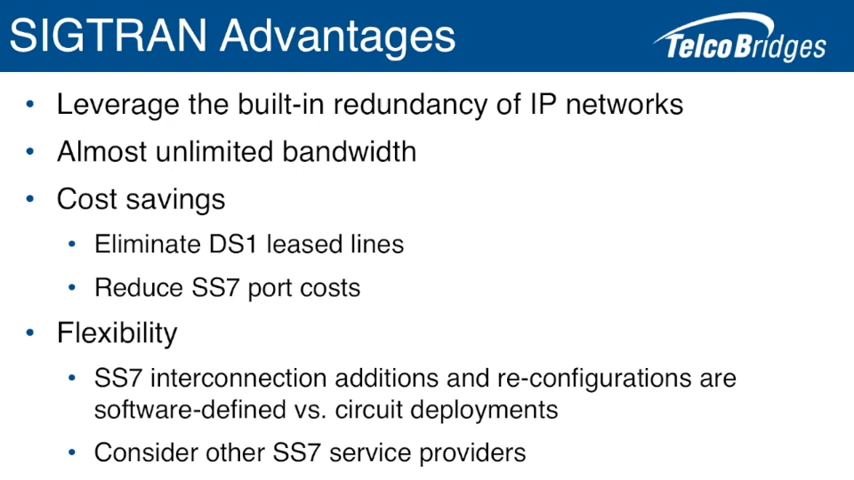 SIGTRAN Advantages
TelcoBridges
• Leverage the built-in redundancy of IP networks
• Almost unlimited bandwidth
• Cost savings
• Eliminate DS1 leased lines
• Reduce SS7 port costs
• Flexibility
• SS7 interconnection additions and re-configurations are
software-defined vs. circuit deployments
• Consider other SS7 service providers